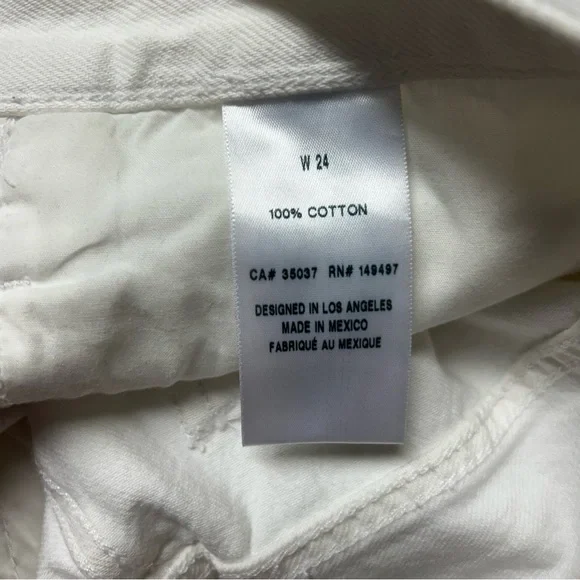 W 24
100% COTTON
CA# 35037 RN# 149497
DESIGNED IN LOS ANGELES
MADE IN MEXICO
FABRIQUÉ AU MEXIQUE